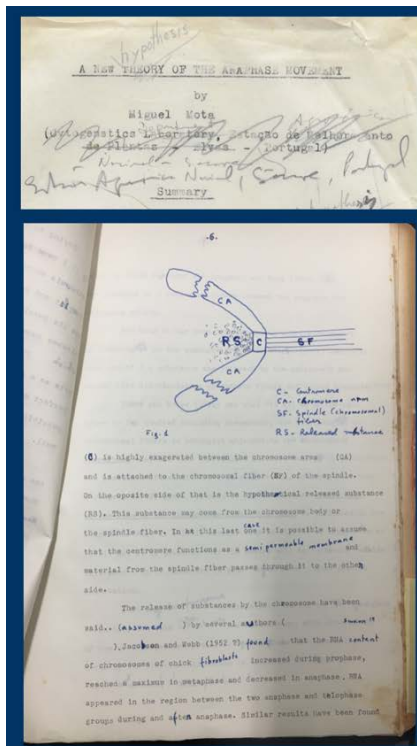 hypothesis
A NEW THEORY OF THE ANAPHASE MOVEMENT
by
Miguel Mota
(Cytogenetics Laboratory, Estação de Melhoramento
de Plantas - Elvas - (Portugal)
Estação Agronómica Nacional, Sacavém, Portugal
Summary
.6.
CA
RS
C
SF
CA
C - Centromere
CA - Chromosome arm
SF - Spindle (chromosomal)
fiber
RS - Released substance
Fig. 1
(C) is highly exagerated between the chromosome arms (CA)
and is attached to the chromosomal fiber (SF) of the spindle.
On the oposite side of that is the hypothetical released substance
(RS). This substance may come from the chromosome body or
the spindle fiber. In this last case it is possible to assume
that the centromere functions as a semi permeable membrane and
material from the spindle fiber passes through it to the other
side.
The release of substances by the chromosome have been
said.. (assumed ) by several authors (
), Jacobson and Webb (1952 ) found that the RNA content
of chromosomes of chick fibroblasts increased during prophase,
reached a maximum in metaphase and decreased in anaphase. RNA
appeared in the region between the two anaphase and telophase
groups during and after anaphase. Similar results have been found